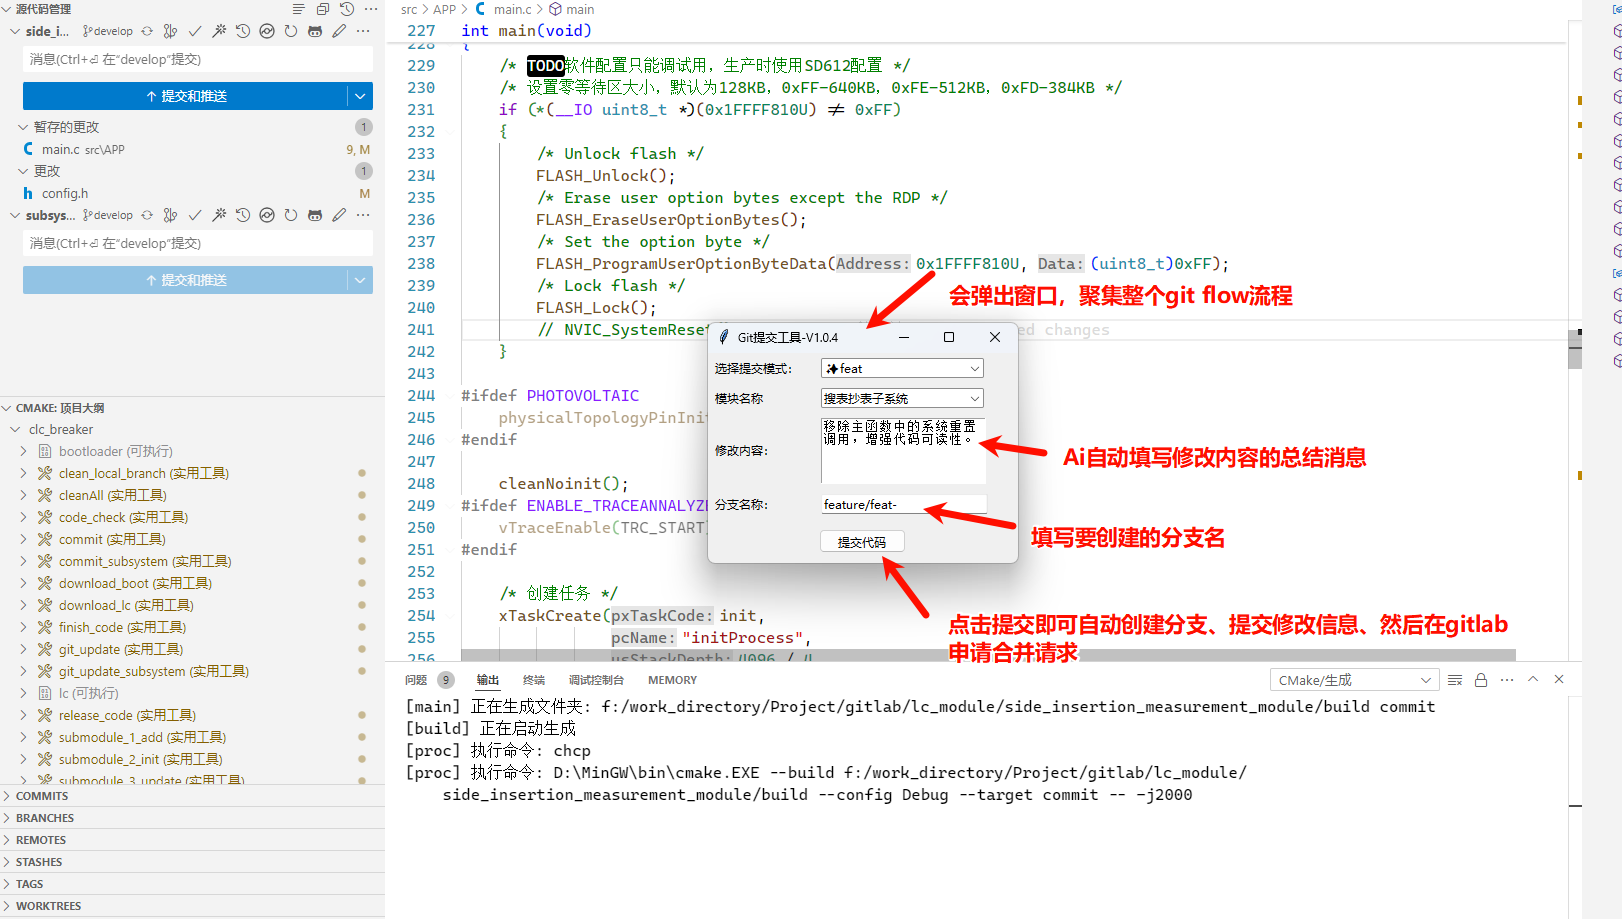 源代码管理
side_i... develop
消息(Ctrl+⏎ 在“develop”提交)
↑ 提交和推送
暂存的更改 1
C main.c src\APP 9, M
更改 1
h config.h M
subsys... develop
消息(Ctrl+⏎ 在“develop”提交)
↑ 提交和推送
CMAKE: 项目大纲
clc_breaker
bootloader (可执行)
clean_local_branch (实用工具)
cleanAll (实用工具)
code_check (实用工具)
commit (实用工具)
commit_subsystem (实用工具)
download_boot (实用工具)
download_lc (实用工具)
finish_code (实用工具)
git_update (实用工具)
git_update_subsystem (实用工具)
lc (可执行)
release_code (实用工具)
submodule_1_add (实用工具)
submodule_2_init (实用工具)
submodule_3_update (实用工具)
COMMITS
BRANCHES
REMOTES
STASHES
TAGS
WORKTREES
src > APP > C main.c > main
227 int main(void)
228 {
229 /* TODO软件配置只能调试用，生产时使用SD612配置 */
230 /* 设置零等待区大小，默认为128KB，0xFF-640KB，0xFE-512KB，0xFD-384KB */
231 if (*(__IO uint8_t *)(0x1FFFF810U) ≠ 0xFF)
232 {
233 /* Unlock flash */
234 FLASH_Unlock();
235 /* Erase user option bytes except the RDP */
236 FLASH_EraseUserOptionBytes();
237 /* Set the option byte */
238 FLASH_ProgramUserOptionByteData(Address: 0x1FFFF810U, Data: (uint8_t)0xFF);
239 /* Lock flash */
240 FLASH_Lock();
241 // NVIC_SystemReset ed changes
242 }
243
244 #ifdef PHOTOVOLTAIC
245 physicalTopologyPinIni
246 #endif
247
248 cleanNoinit();
249 #ifdef ENABLE_TRACEANNALYZE
250 vTraceEnable(TRC_START)
251 #endif
252
253 /* 创建任务 */
254 xTaskCreate(pxTaskCode: init,
255 pcName: "initProcess",
256 usStackDepth: 4096 / 4,
会弹出窗口，聚集整个git flow流程
Git提交工具-V1.0.4
选择提交模式: ✨feat
模块名称 搜表抄表子系统
修改内容: 移除主函数中的系统重置
调用，增强代码可读性。
分支名称: feature/feat-
提交代码
Ai自动填写修改内容的总结消息
填写要创建的分支名
点击提交即可自动创建分支、提交修改信息、然后在gitlab
申请合并请求
问题 9 输出 终端 调试控制台 MEMORY CMake/生成
[main] 正在生成文件夹: f:/work_directory/Project/gitlab/lc_module/side_insertion_measurement_module/build commit
[build] 正在启动生成
[proc] 执行命令: chcp
[proc] 执行命令: D:\MinGW\bin\cmake.EXE --build f:/work_directory/Project/gitlab/lc_module/
side_insertion_measurement_module/build --config Debug --target commit -- -j2000